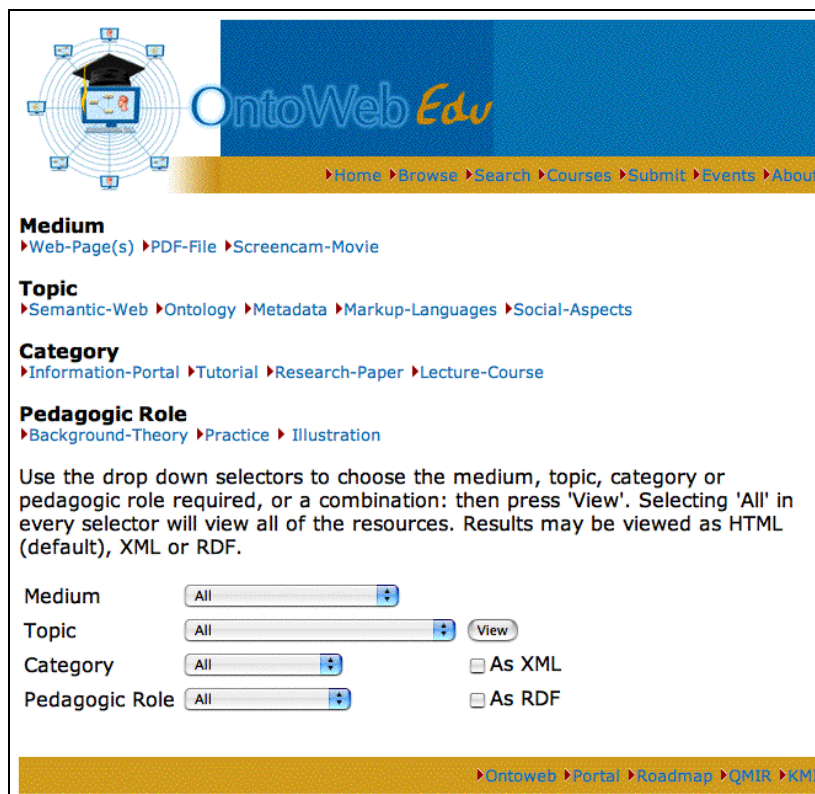 OntoWeb Edu
Home Browse Search Courses Submit Events About
Medium
Web-Page(s) PDF-File Screencam-Movie
Topic
Semantic-Web Ontology Metadata Markup-Languages Social-Aspects
Category
Information-Portal Tutorial Research-Paper Lecture-Course
Pedagogic Role
Background-Theory Practice Illustration
Use the drop down selectors to choose the medium, topic, category or
pedagogic role required, or a combination: then press 'View'. Selecting 'All' in
every selector will view all of the resources. Results may be viewed as HTML
(default), XML or RDF.
Medium All
Topic All View
Category All As XML
Pedagogic Role All As RDF
Ontoweb Portal Roadmap QMIR KMI